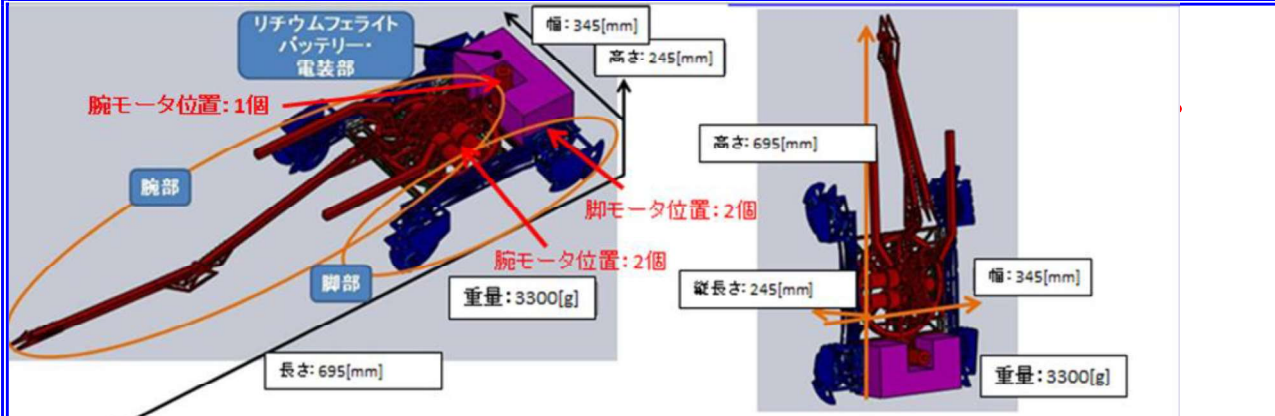 リチウムフェライト
バッテリー・
電装部
幅：345[mm]
高さ：245[mm]
腕モータ位置：1個
腕部
脚モータ位置：2個
腕モータ位置：2個
脚部
重量：3300[g]
長さ：695[mm]
高さ：695[mm]
縦長さ：245[mm]
幅：345[mm]
重量：3300[g]